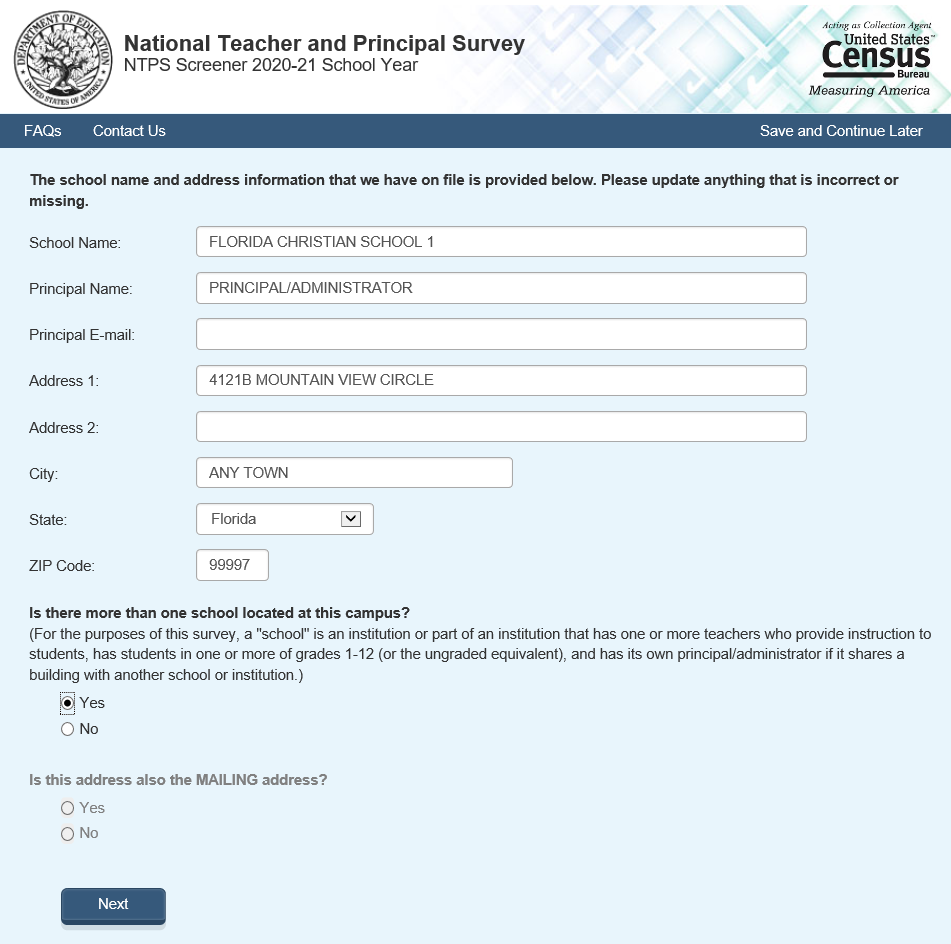 DEPARTMENT OF EDUCATION
UNITED STATES OF AMERICA
National Teacher and Principal Survey
NTPS Screener 2020-21 School Year
Acting as Collection Agent
United States™
Census
Bureau
Measuring America
FAQs Contact Us Save and Continue Later
The school name and address information that we have on file is provided below. Please update anything that is incorrect or
missing.
School Name: FLORIDA CHRISTIAN SCHOOL 1
Principal Name: PRINCIPAL/ADMINISTRATOR
Principal E-mail:
Address 1: 4121B MOUNTAIN VIEW CIRCLE
Address 2:
City: ANY TOWN
State: Florida
ZIP Code: 99997
Is there more than one school located at this campus?
(For the purposes of this survey, a "school" is an institution or part of an institution that has one or more teachers who provide instruction to
students, has students in one or more of grades 1-12 (or the ungraded equivalent), and has its own principal/administrator if it shares a
building with another school or institution.)
Yes
No
Is this address also the MAILING address?
Yes
No
Next